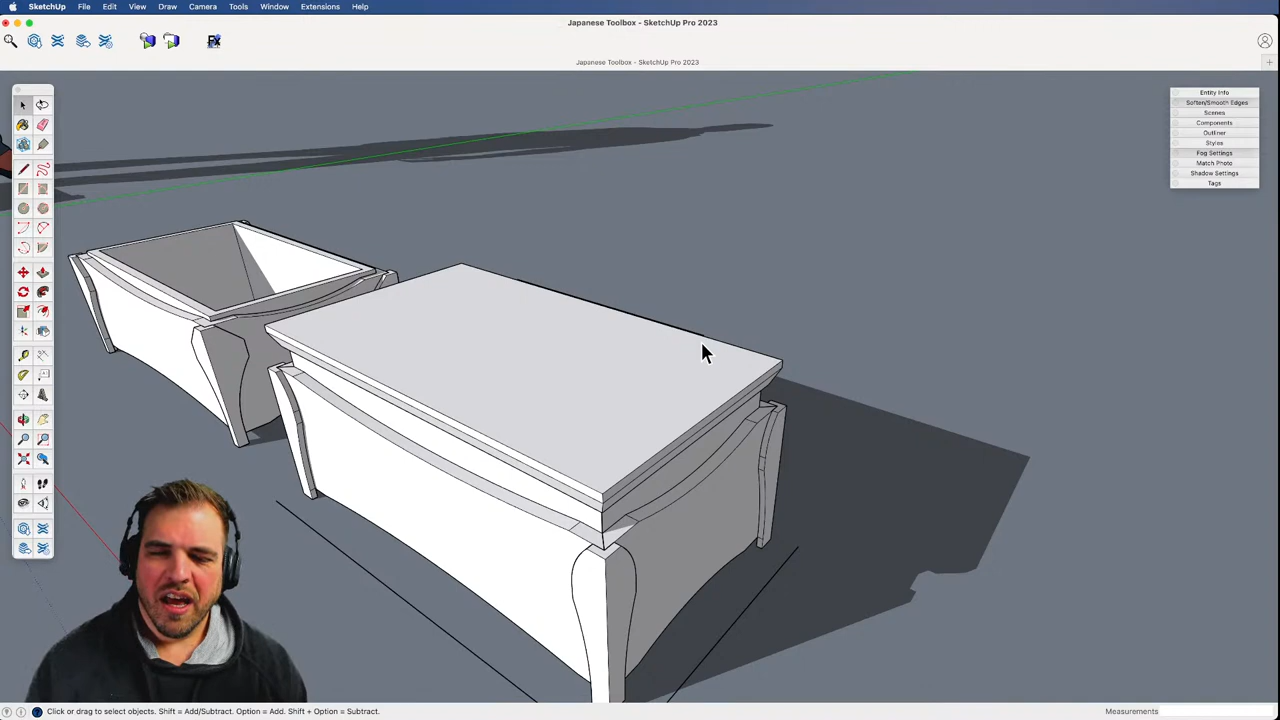 SketchUp File Edit View Draw Camera Tools Window Extensions Help
Japanese Toolbox - SketchUp Pro 2023
Japanese Toolbox - SketchUp Pro 2023
Entity Info
Soften/Smooth Edges
Scenes
Components
Outliner
Styles
Fog Settings
Match Photo
Shadow Settings
Tags
Click or drag to select objects. Shift = Add/Subtract. Option = Add. Shift + Option = Subtract.
Measurements